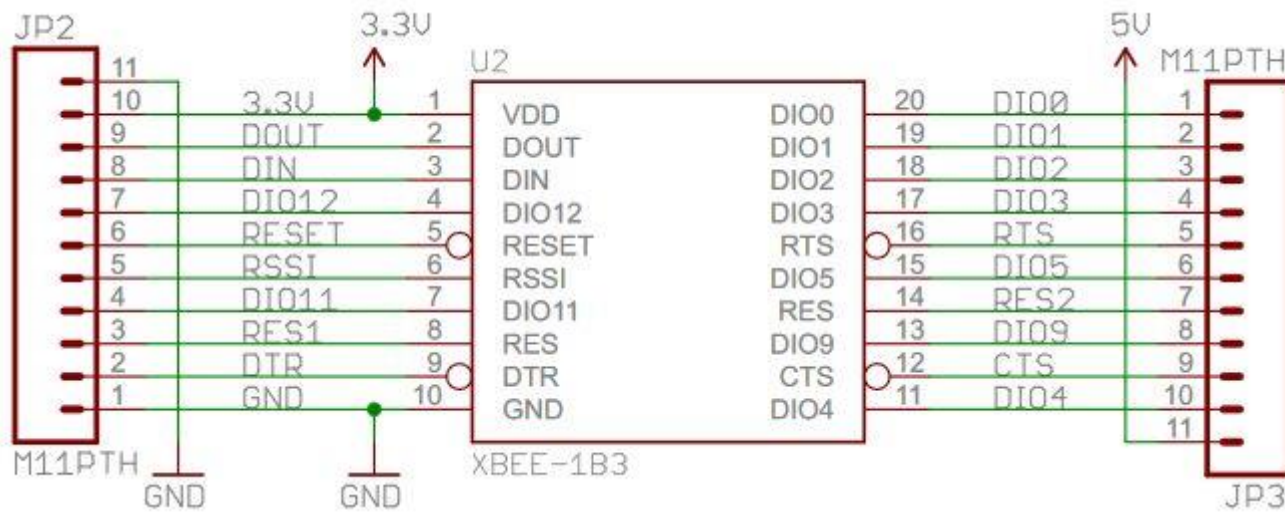 JP2 3.3V 5V
U2 M11PTH
11
10 3.3V 1 VDD DIO0 20 DIO0 1
9 DOUT 2 DOUT DIO1 19 DIO1 2
8 DIN 3 DIN DIO2 18 DIO2 3
7 DIO12 4 DIO12 DIO3 17 DIO3 4
6 RESET 5 RESET RTS 16 RTS 5
5 RSSI 6 RSSI DIO5 15 DIO5 6
4 DIO11 7 DIO11 RES 14 RES2 7
3 RES1 8 RES DIO9 13 DIO9 8
2 DTR 9 DTR CTS 12 CTS 9
1 GND 10 GND DIO4 11 DIO4 10
11
M11PTH XBEE-1B3
GND GND JP3